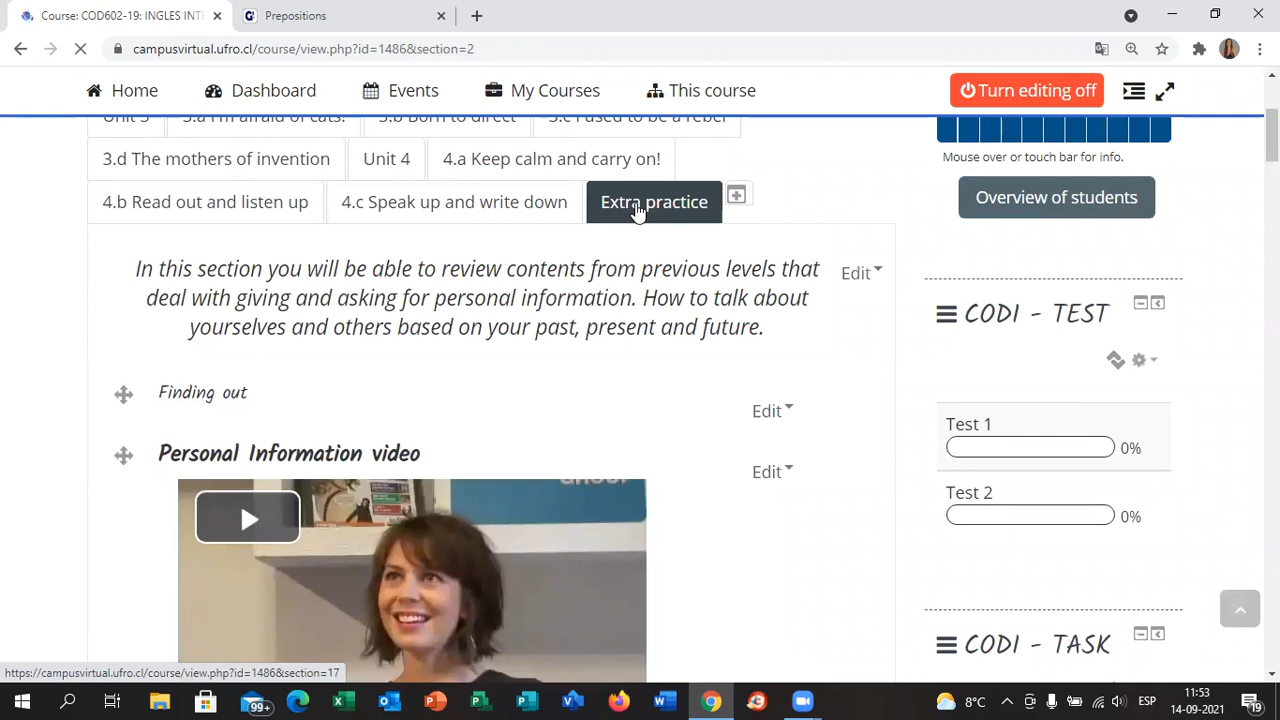 Course: COD602-19: INGLES INT
Prepositions
campusvirtual.ufro.cl/course/view.php?id=1486&section=2
Home
Dashboard
Events
My Courses
This course
Turn editing off
Unit 3
3.a I'm afraid of cats!
3.b Born to direct
3.c I used to be a rebel
3.d The mothers of invention
Unit 4
4.a Keep calm and carry on!
4.b Read out and listen up
4.c Speak up and write down
Extra practice
In this section you will be able to review contents from previous levels that
deal with giving and asking for personal information. How to talk about
yourselves and others based on your past, present and future.
Edit
Finding out
Edit
Personal Information video
Edit
Mouse over or touch bar for info.
Overview of students
CODI - TEST
Test 1
0%
Test 2
0%
CODI - TASK
https://campusvirtual.ufro.cl/course/view.php?id=1486&section=17
99+
8°C
ESP
11:53
14-09-2021
19